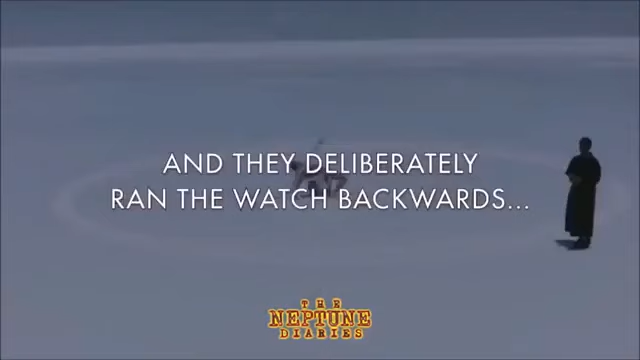 AND THEY DELIBERATELY
RAN THE WATCH BACKWARDS...
THE
NEPTUNE
DIARIES